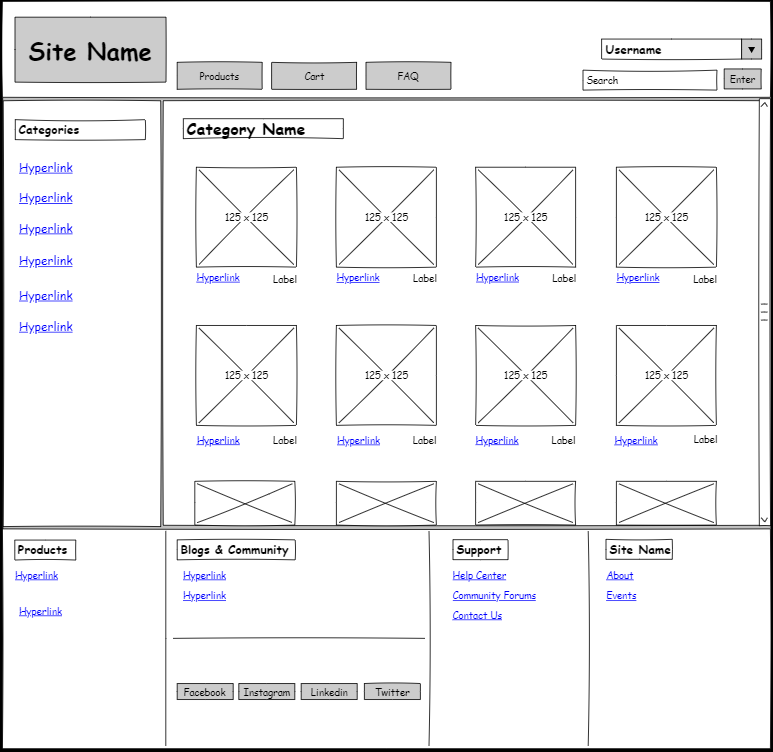 Site Name
Products
Cart
FAQ
Username
Search
Enter
Categories
Hyperlink
Hyperlink
Hyperlink
Hyperlink
Hyperlink
Hyperlink
Category Name
125 x 125
125 x 125
125 x 125
125 x 125
Hyperlink Label
Hyperlink Label
Hyperlink Label
Hyperlink Label
125 x 125
125 x 125
125 x 125
125 x 125
Hyperlink Label
Hyperlink Label
Hyperlink Label
Hyperlink Label
Products
Hyperlink
Hyperlink
Blogs & Community
Hyperlink
Hyperlink
Facebook
Instagram
Linkedin
Twitter
Support
Help Center
Community Forums
Contact Us
Site Name
About
Events